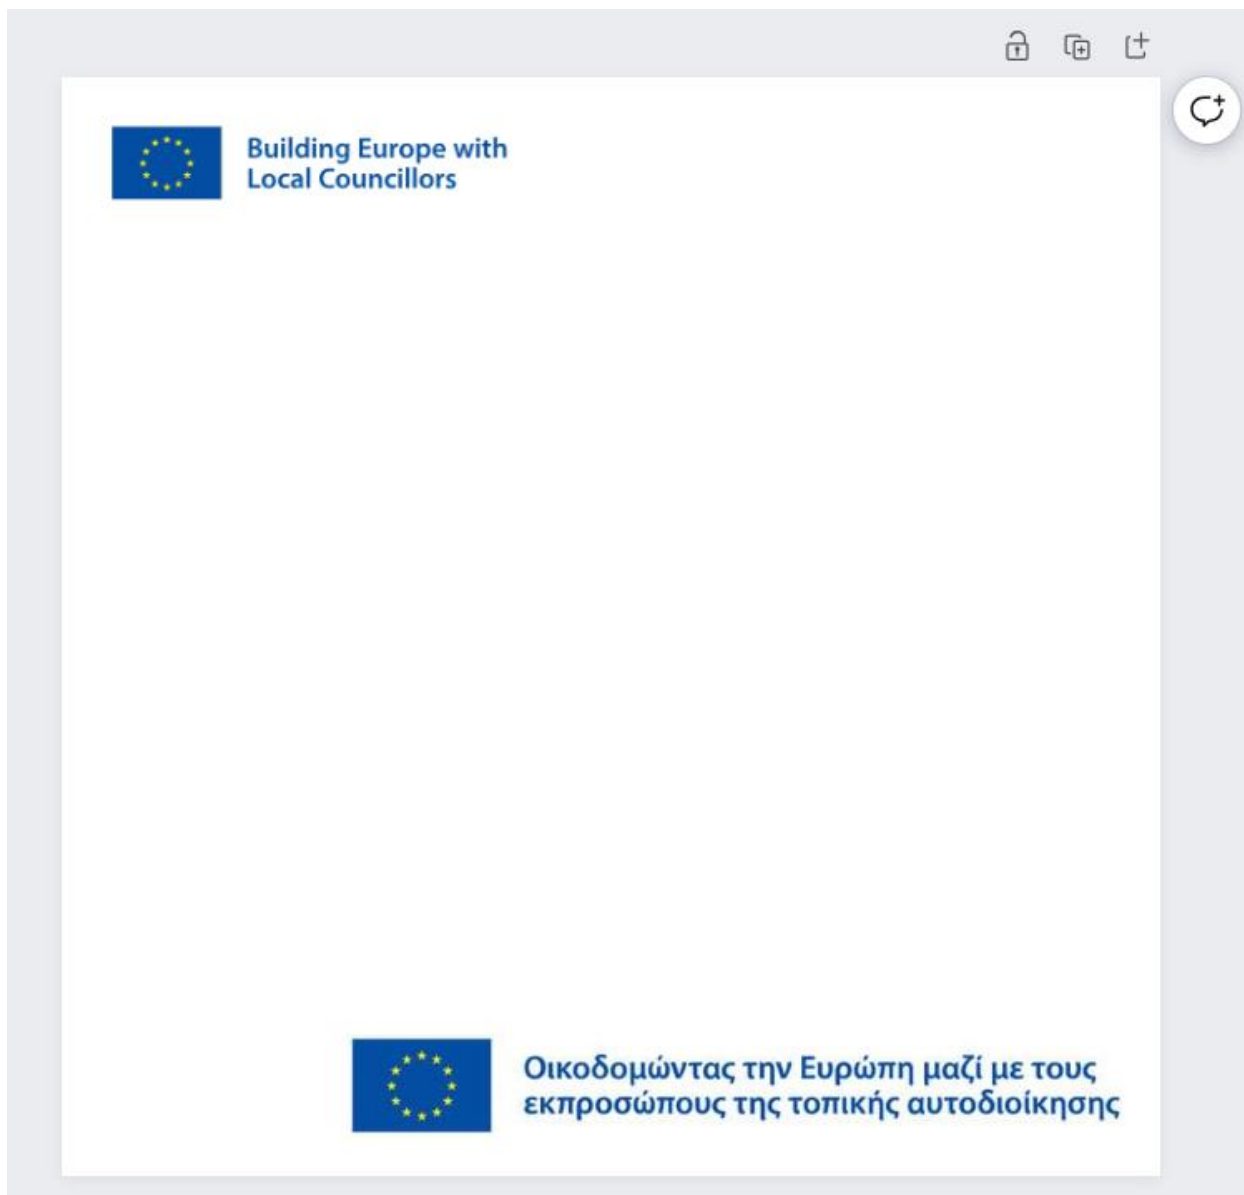 Building Europe with
Local Councillors
Οικοδομώντας την Ευρώπη μαζί με τους
εκπροσώπους της τοπικής αυτοδιοίκησης